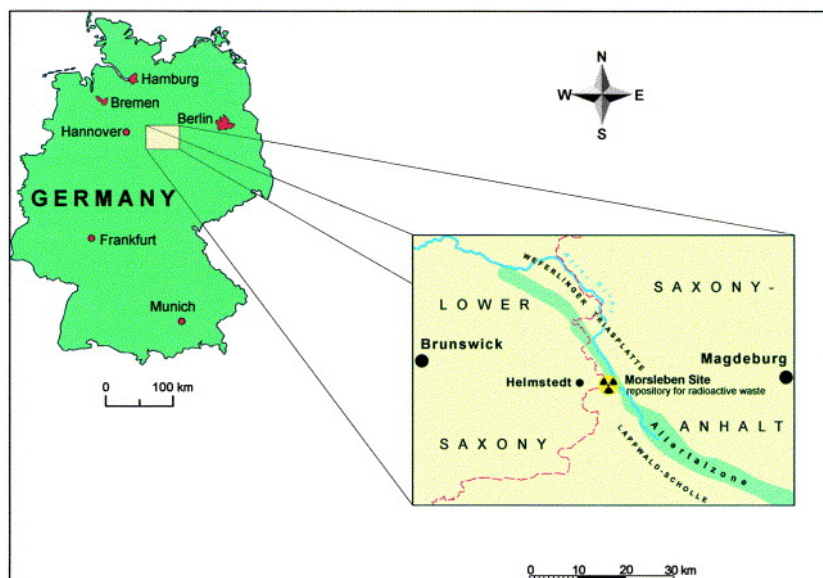 Hamburg
Bremen
Berlin
Hannover
GERMANY
Frankfurt
Munich
0 100 km
N
W E
S
WEFERLINGER TRIASPLATTE
SAXONY-
LOWER
Brunswick
Magdeburg
Helmstedt
Morsleben Site
repository for radioactive waste
ANHALT
SAXONY
Allertalzone
LAPPWALD-SCHOLLE
0 10 20 30 km